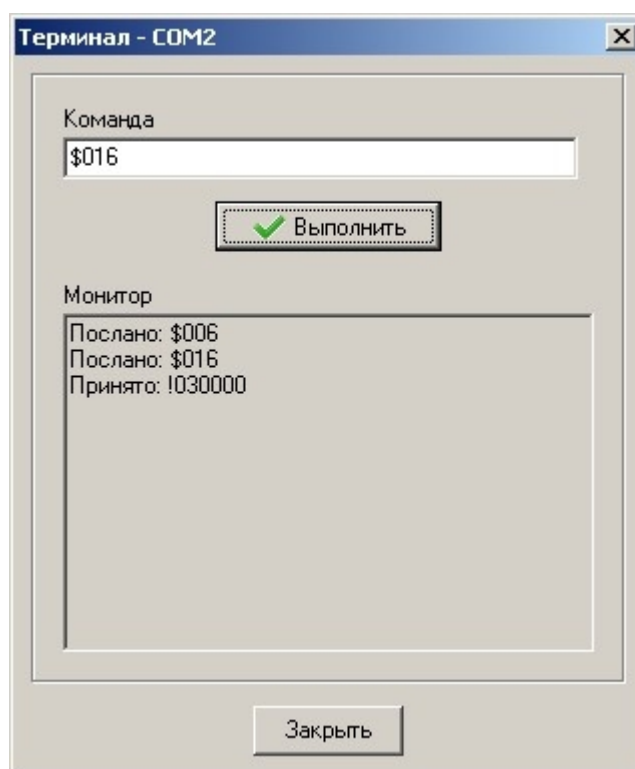 Терминал - COM2
Команда
$016
Выполнить
Монитор
Послано: $006
Послано: $016
Принято: !030000
Закрыть